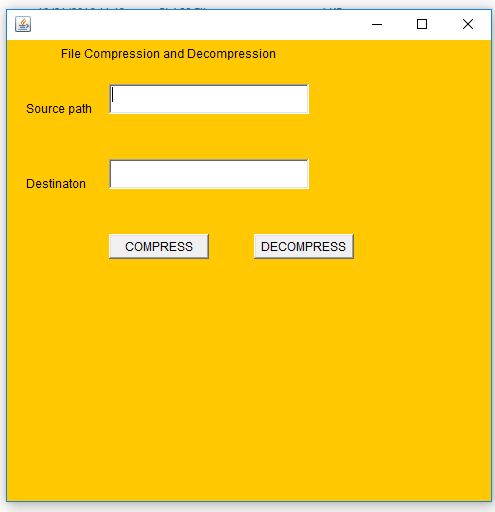 File Compression and Decompression
Source path
Destinaton
COMPRESS DECOMPRESS